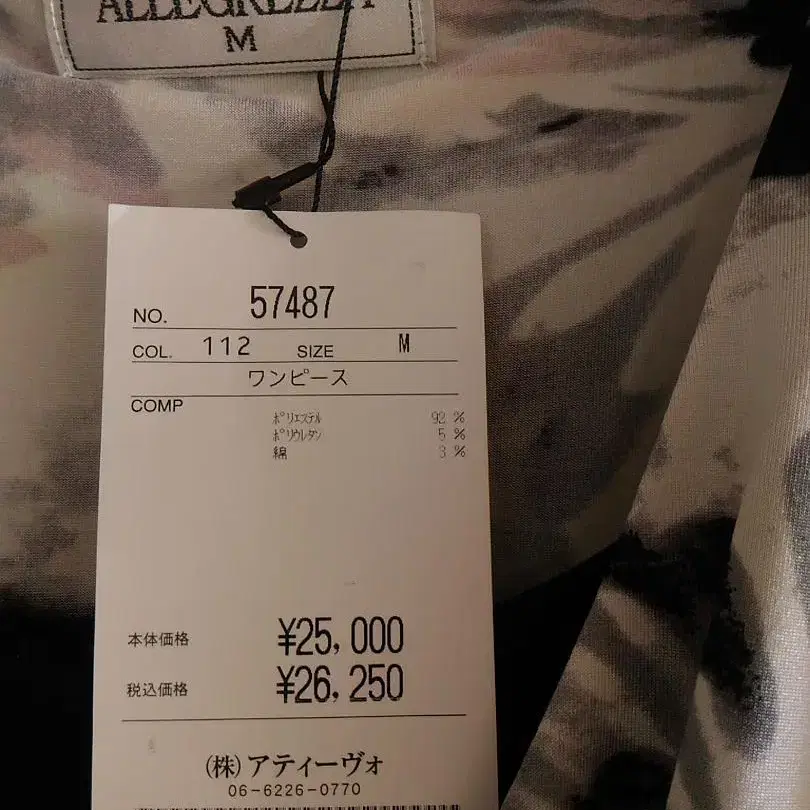 ALLEGREZZA
M
NO. 57487
COL. 112 SIZE M
ワンピース
COMP
ポリエステル 92 %
ポリウレタン 5 %
綿 3 %
本体価格 ¥25,000
税込価格 ¥26,250
(株)アティーヴォ
06-6226-0770